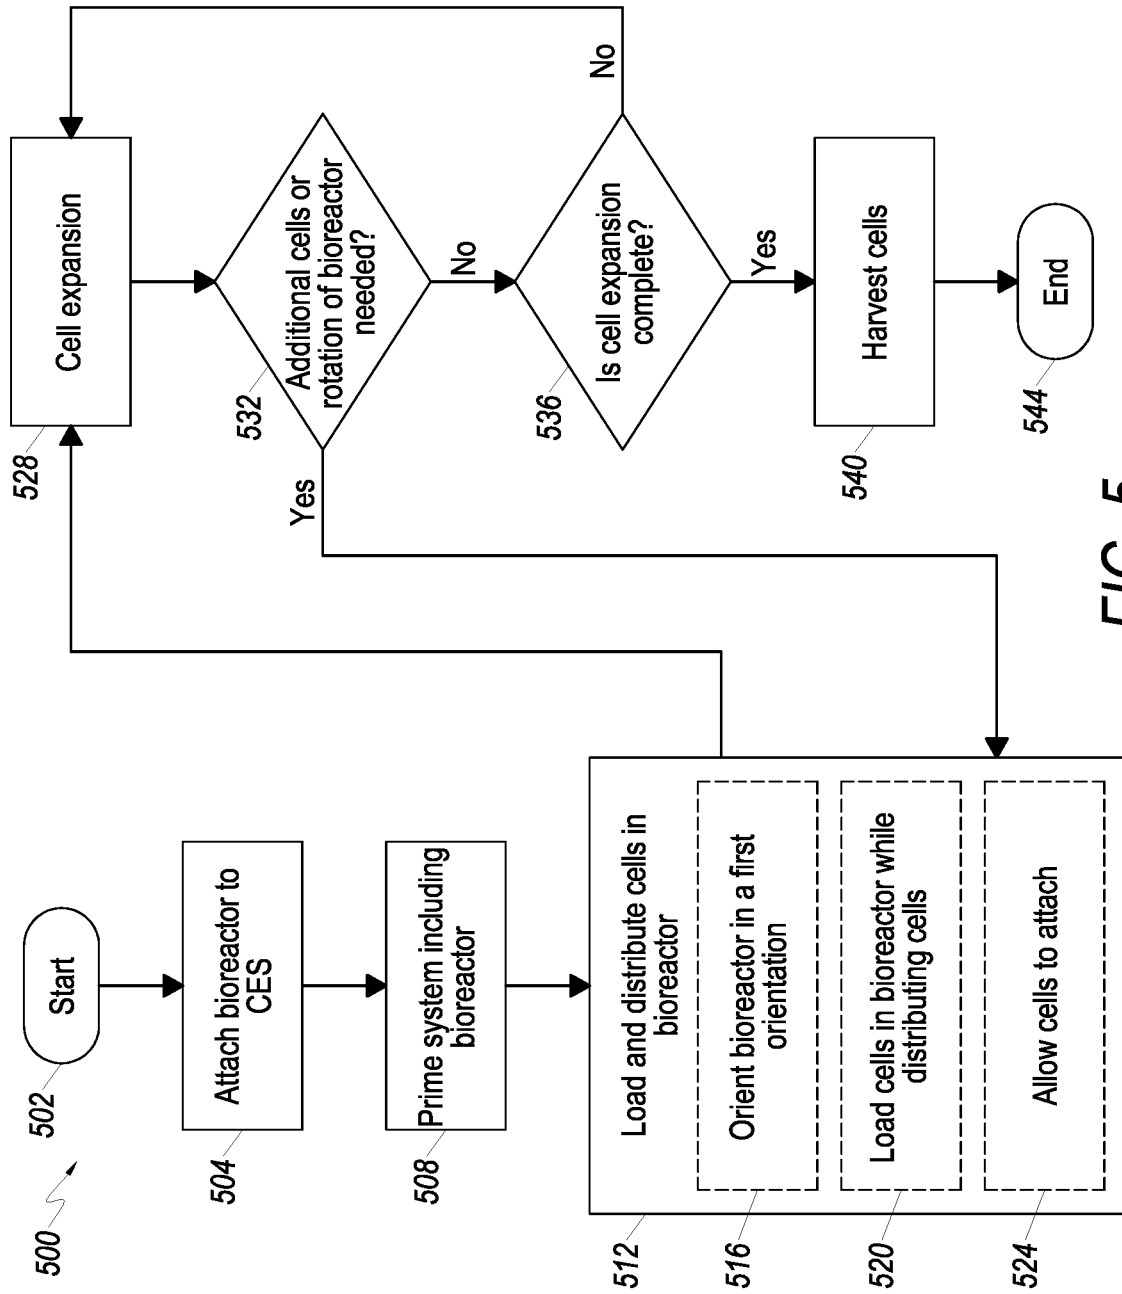 500
502
Start
504
Attach bioreactor to
CES
508
Prime system including
bioreactor
512
Load and distribute cells in
bioreactor
516
Orient bioreactor in a first
orientation
520
Load cells in bioreactor while
distributing cells
524
Allow cells to attach
528
Cell expansion
532
Additional cells or
rotation of bioreactor
needed?
Yes
No
536
Is cell expansion
complete?
No
Yes
540
Harvest cells
544
End
FIG. 5